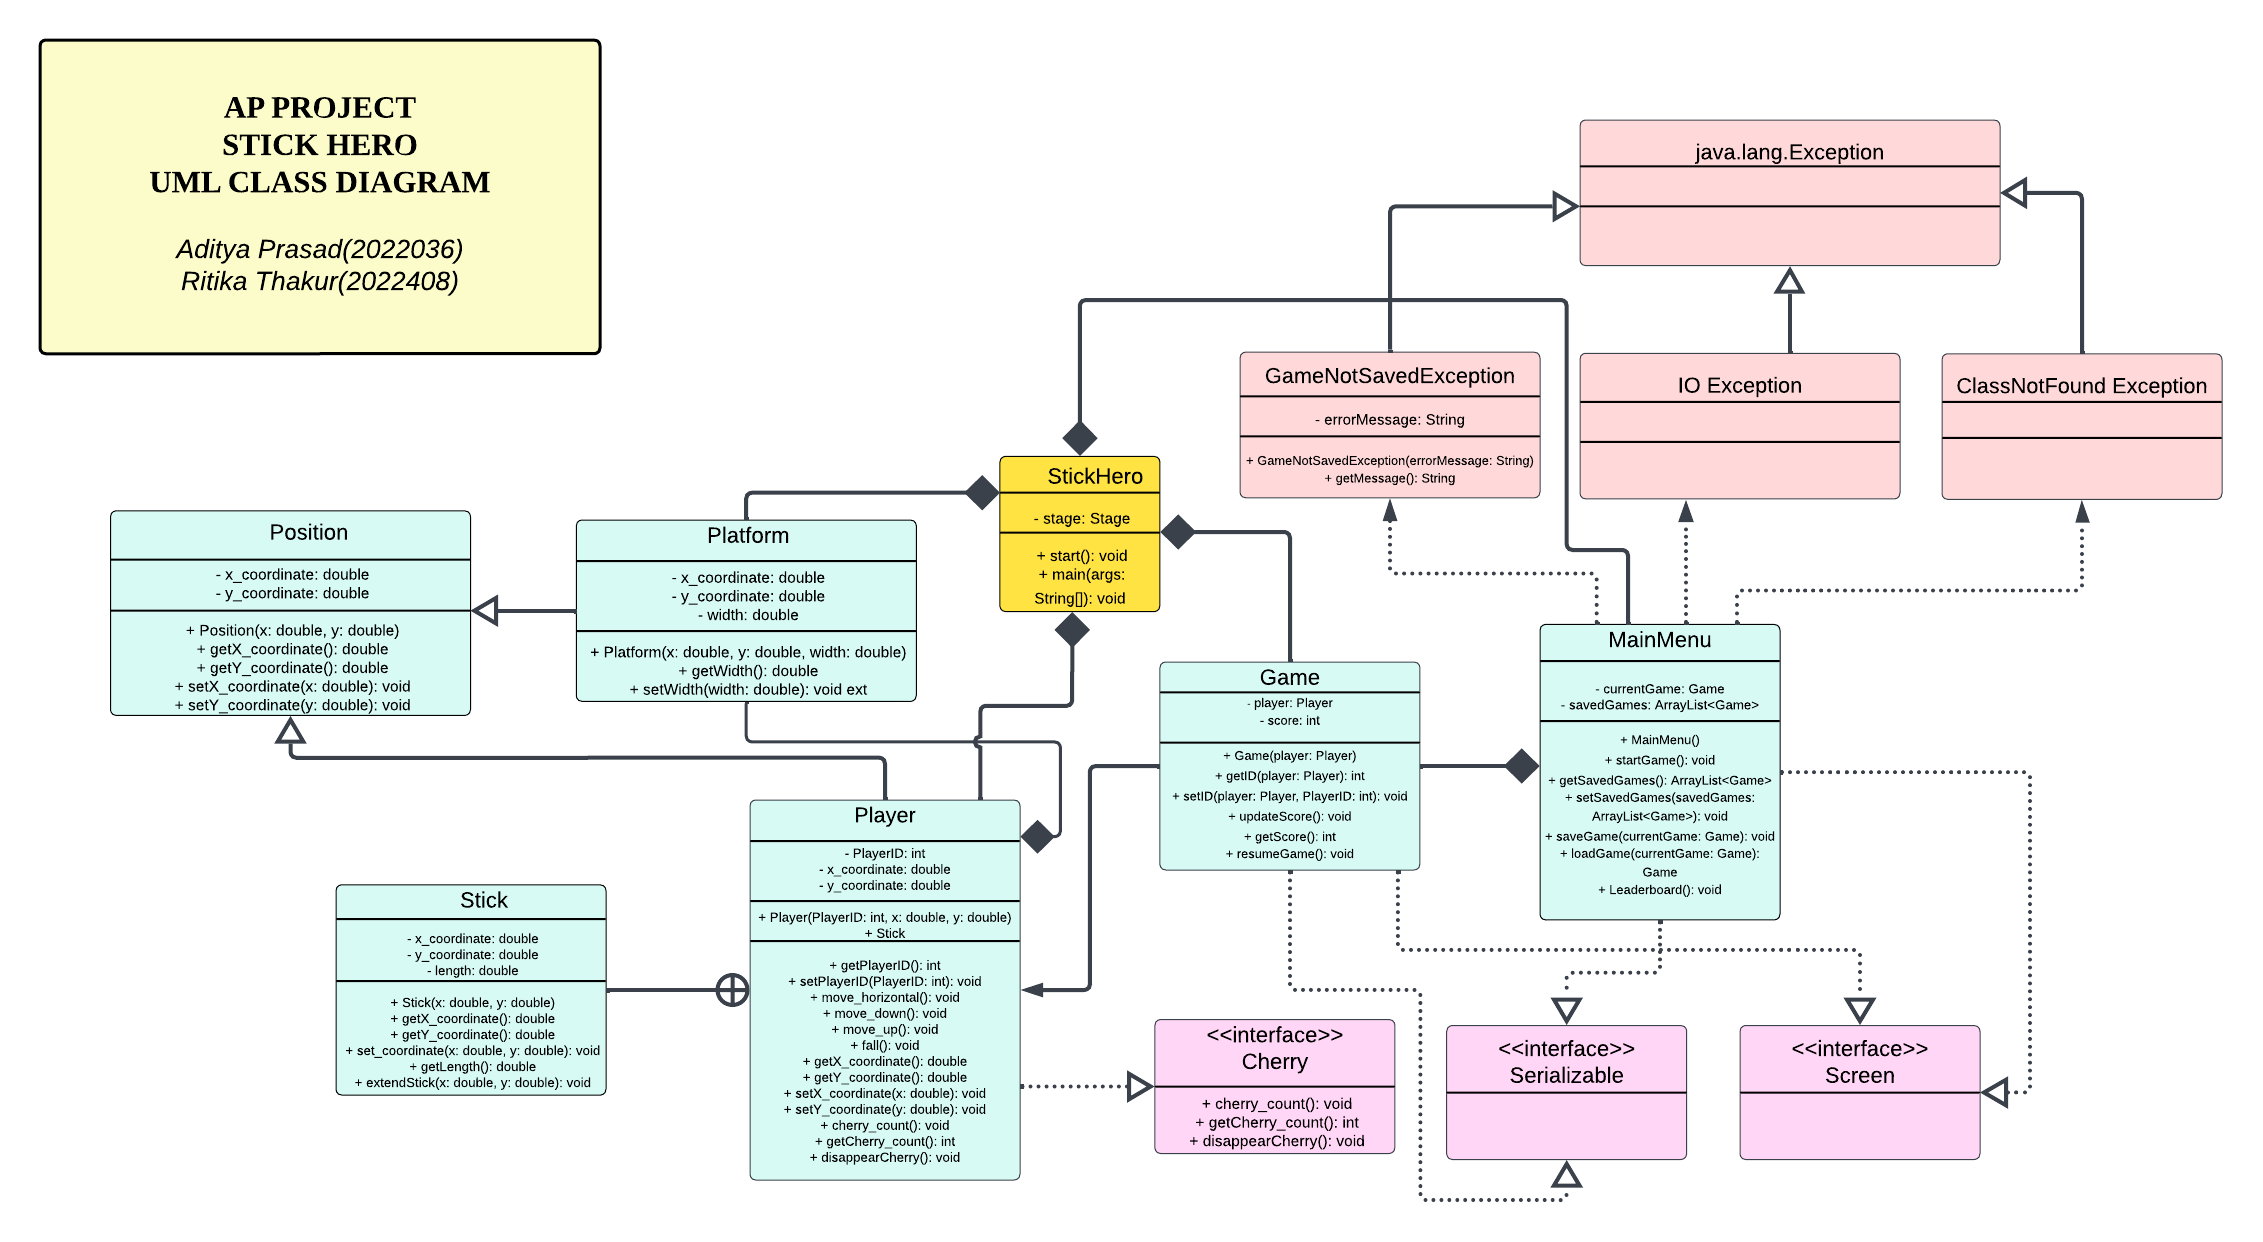 AP PROJECT
STICK HERO
UML CLASS DIAGRAM
Aditya Prasad(2022036)
Ritika Thakur(2022408)
java.lang.Exception
GameNotSavedException
- errorMessage: String
+ GameNotSavedException(errorMessage: String)
+ getMessage(): String
IO Exception
ClassNotFound Exception
StickHero
- stage: Stage
+ start(): void
+ main(args:
String[]): void
Position
- x_coordinate: double
- y_coordinate: double
+ Position(x: double, y: double)
+ getX_coordinate(): double
+ getY_coordinate(): double
+ setX_coordinate(x: double): void
+ setY_coordinate(y: double): void
Platform
- x_coordinate: double
- y_coordinate: double
- width: double
+ Platform(x: double, y: double, width: double)
+ getWidth(): double
+ setWidth(width: double): void ext
Game
- player: Player
- score: int
+ Game(player: Player)
+ getID(player: Player): int
+ setID(player: Player, PlayerID: int): void
+ updateScore(): void
+ getScore(): int
+ resumeGame(): void
MainMenu
- currentGame: Game
- savedGames: ArrayList<Game>
+ MainMenu()
+ startGame(): void
+ getSavedGames(): ArrayList<Game>
+ setSavedGames(savedGames:
ArrayList<Game>): void
+ saveGame(currentGame: Game): void
+ loadGame(currentGame: Game):
Game
+ Leaderboard(): void
Player
- PlayerID: int
- x_coordinate: double
- y_coordinate: double
+ Player(PlayerID: int, x: double, y: double)
+ Stick
+ getPlayerID(): int
+ setPlayerID(PlayerID: int): void
+ move_horizontal(): void
+ move_down(): void
+ move_up(): void
+ fall(): void
+ getX_coordinate(): double
+ getY_coordinate(): double
+ setX_coordinate(x: double): void
+ setY_coordinate(y: double): void
+ cherry_count(): void
+ getCherry_count(): int
+ disappearCherry(): void
Stick
- x_coordinate: double
- y_coordinate: double
- length: double
+ Stick(x: double, y: double)
+ getX_coordinate(): double
+ getY_coordinate(): double
+ set_coordinate(x: double, y: double): void
+ getLength(): double
+ extendStick(x: double, y: double): void
<<interface>>
Cherry
+ cherry_count(): void
+ getCherry_count(): int
+ disappearCherry(): void
<<interface>>
Serializable
<<interface>>
Screen